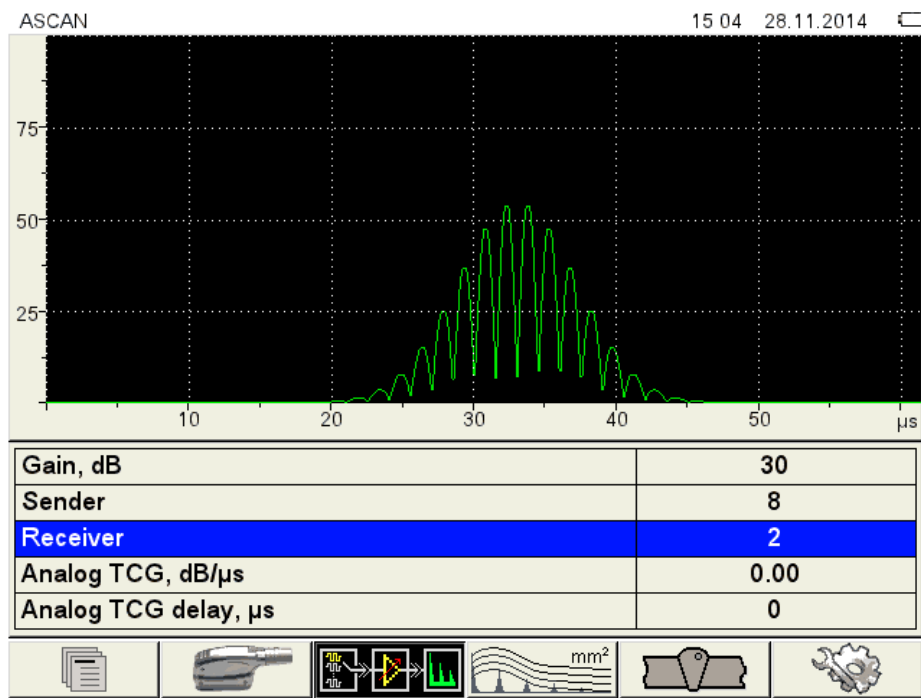 ASCAN 15 04 28.11.2014
75
50
25
10 20 30 40 50 µs
Gain, dB 30
Sender 8
Receiver 2
Analog TCG, dB/µs 0.00
Analog TCG delay, µs 0
mm²